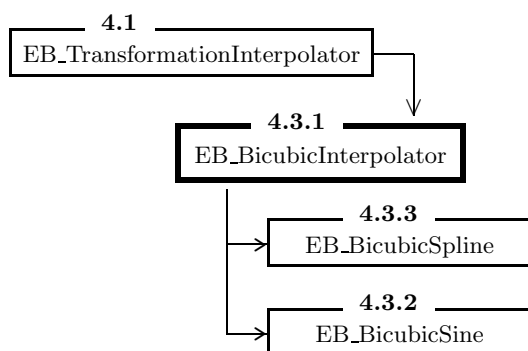 4.1
EB_TransformationInterpolator
4.3.1
EB_BicubicInterpolator
4.3.3
EB_BicubicSpline
4.3.2
EB_BicubicSine